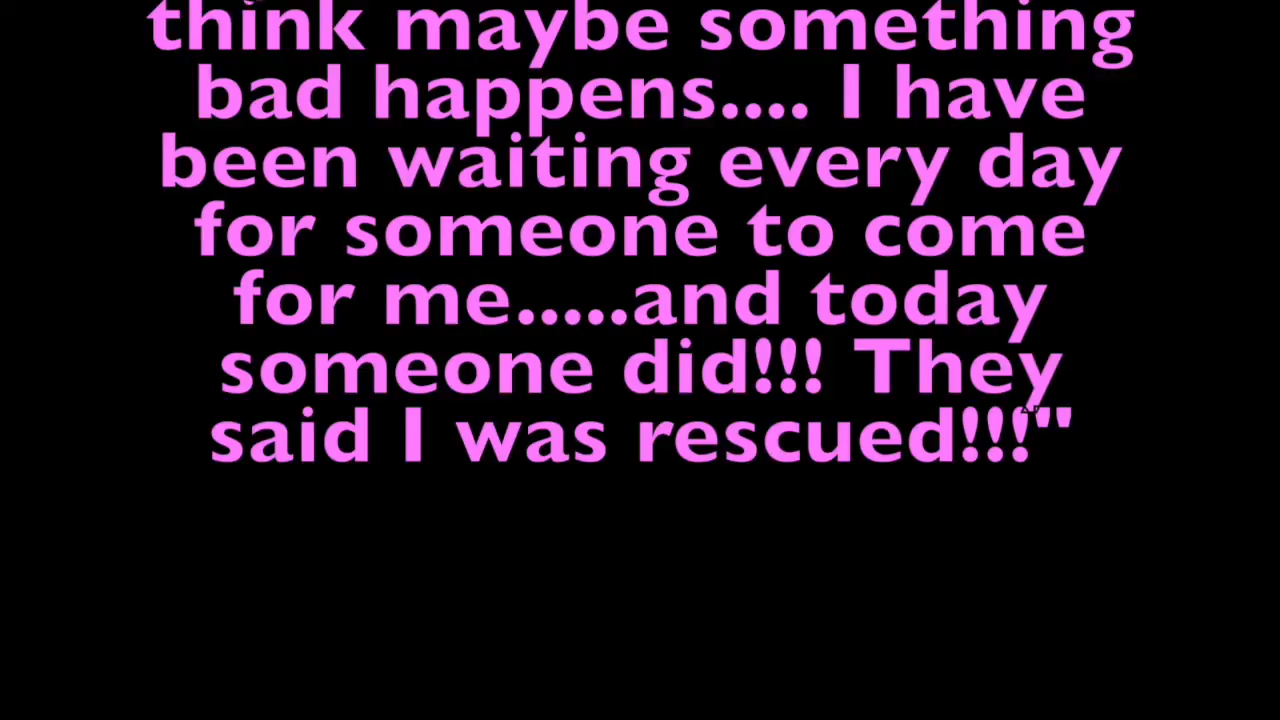 think maybe something
bad happens.... I have
been waiting every day
for someone to come
for me.....and today
someone did!!! They
said I was rescued!!!"